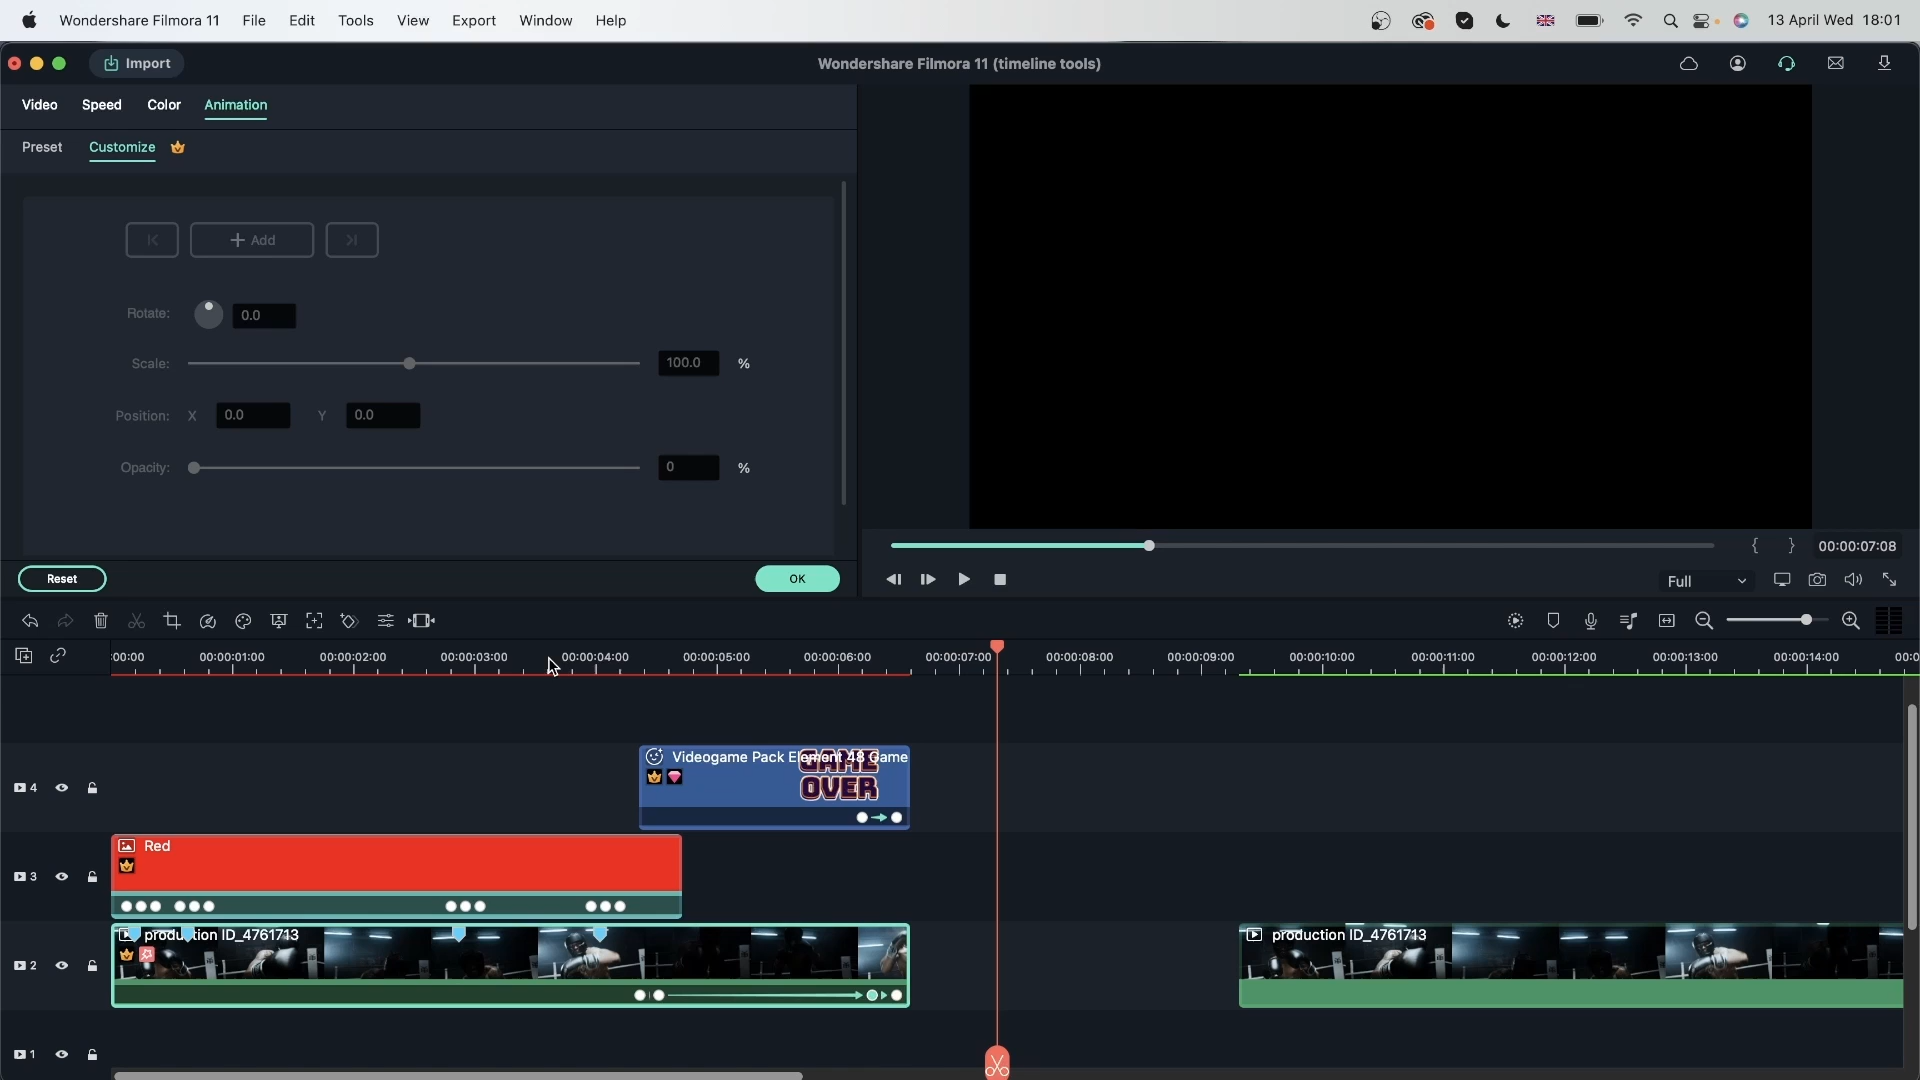 Wondershare Filmora 11 File Edit Tools View Export Window Help 13 April Wed 18:01
Import Wondershare Filmora 11 (timeline tools)
Video Speed Color Animation
Preset Customize
Add
Rotate: 0.0
Scale: 100.0 %
Position: X 0.0 Y 0.0
Opacity: 0 %
{ } 00:00:07:08
Reset OK
Full
:00:00 00:00:01:00 00:00:02:00 00:00:03:00 00:00:04:00 00:00:05:00 00:00:06:00 00:00:07:00 00:00:08:00 00:00:09:00 00:00:10:00 00:00:11:00 00:00:12:00 00:00:13:00 00:00:14:00 00:0
Videogame Pack Element 48 Game
GAME
OVER
4
Red
3
production ID_4761713 production ID_4761713
2
1